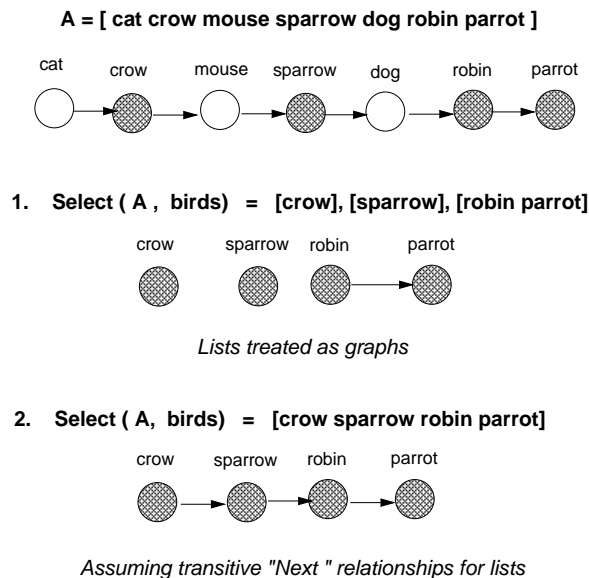 A = [ cat crow mouse sparrow dog robin parrot ]
cat crow mouse sparrow dog robin parrot
1. Select ( A , birds) = [crow], [sparrow], [robin parrot]
crow sparrow robin parrot
Lists treated as graphs
2. Select ( A, birds) = [crow sparrow robin parrot]
crow sparrow robin parrot
Assuming transitive "Next " relationships for lists